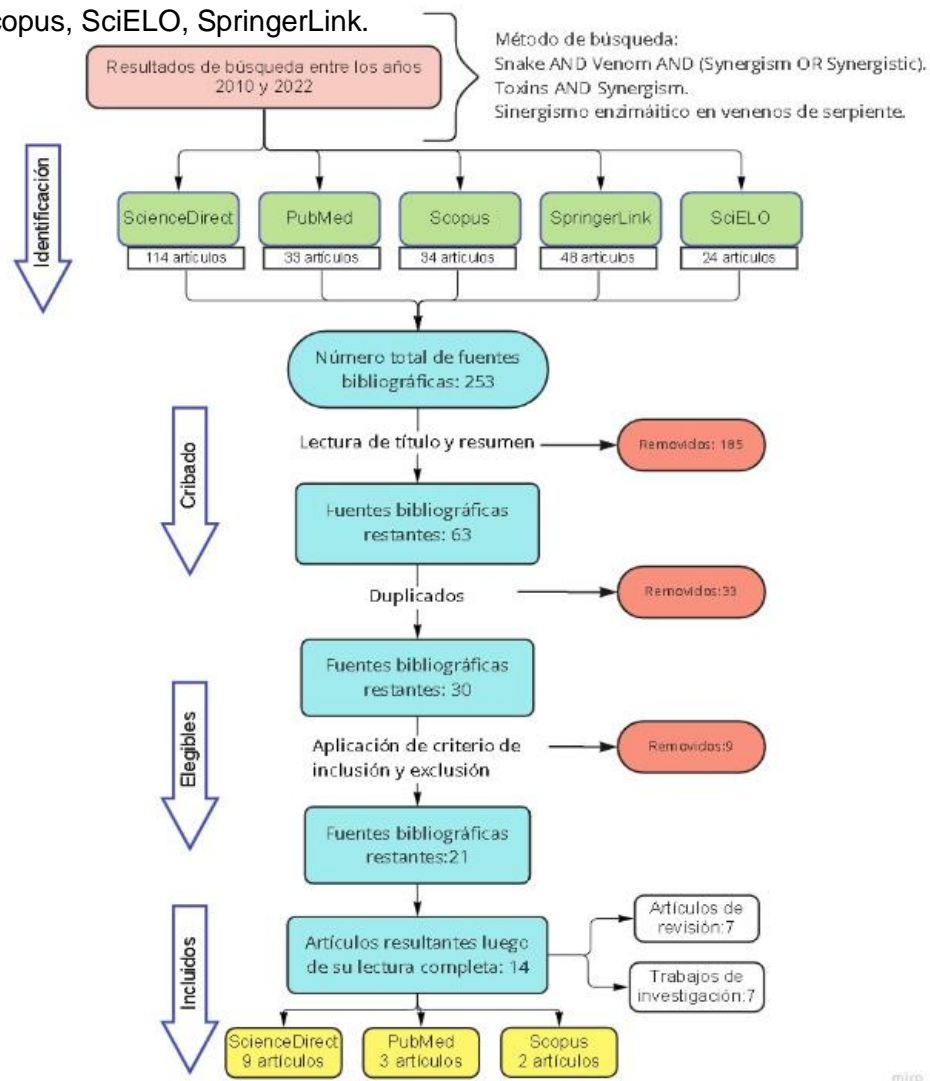 copus, SciELO, SpringerLink.
Resultados de búsqueda entre los años
2010 y 2022
Método de búsqueda:
Snake AND Venom AND (Synergism OR Synergistic).
Toxins AND Synergism.
Sinergismo enzimáitico en venenos de serpiente.
Identificación
ScienceDirect
114 artículos
PubMed
33 artículos
Scopus
34 artículos
SpringerLink
48 artículos
SciELO
24 artículos
Número total de fuentes
bibliográficas: 253
Cribado
Lectura de título y resumen
Removidos: 185
Fuentes bibliográficas
restantes: 63
Duplicados
Removidos:33
Fuentes bibliográficas
restantes: 30
Elegibles
Aplicación de criterio de
inclusión y exclusión
Removidos:9
Fuentes bibliográficas
restantes:21
Incluidos
Artículos resultantes luego
de su lectura completa: 14
Artículos de
revisión:7
Trabajos de
investigación:7
ScienceDirect
9 artículos
PubMed
3 artículos
Scopus
2 artículos
miro